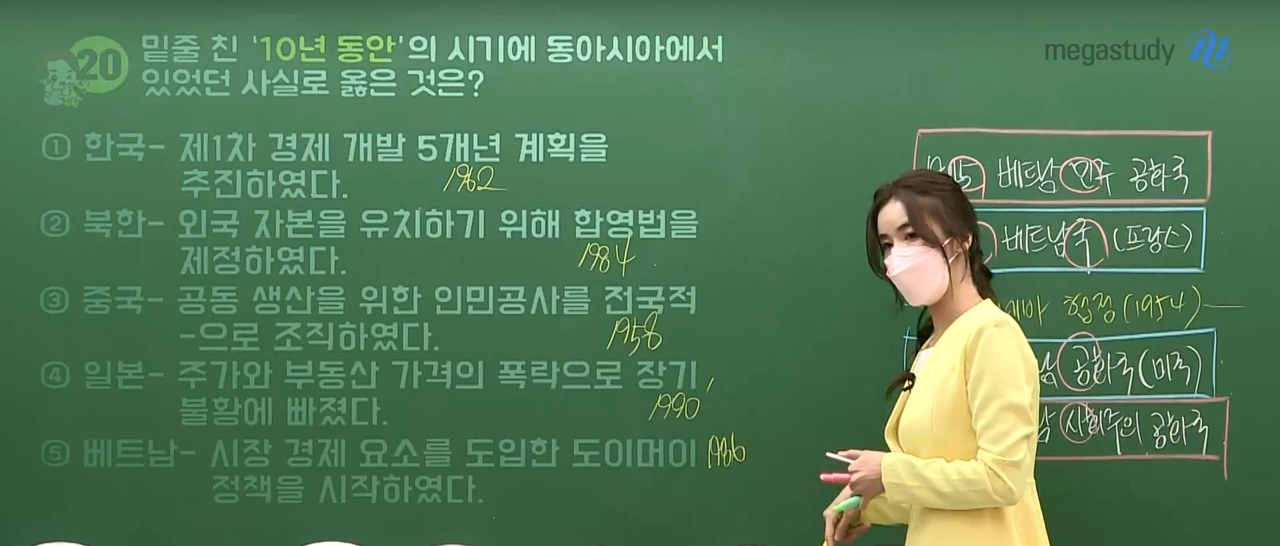 20
밑줄 친 '10년 동안'의 시기에 동아시아에서
있었던 사실로 옳은 것은?
① 한국- 제1차 경제 개발 5개년 계획을
추진하였다.
1962
② 북한- 외국 자본을 유치하기 위해 합영법을
제정하였다.
1984
③ 중국- 공동 생산을 위한 인민공사를 전국적
-으로 조직하였다.
1958
④ 일본- 주가와 부동산 가격의 폭락으로 장기
불황에 빠졌다.
1990'
⑤ 베트남- 시장 경제 요소를 도입한 도이머이
정책을 시작하였다.
1986
megastudy
베트남 민주 공화국
베트남국 (프랑스)
협정 (1954)
공화국 (미국)
사회주의 공화국